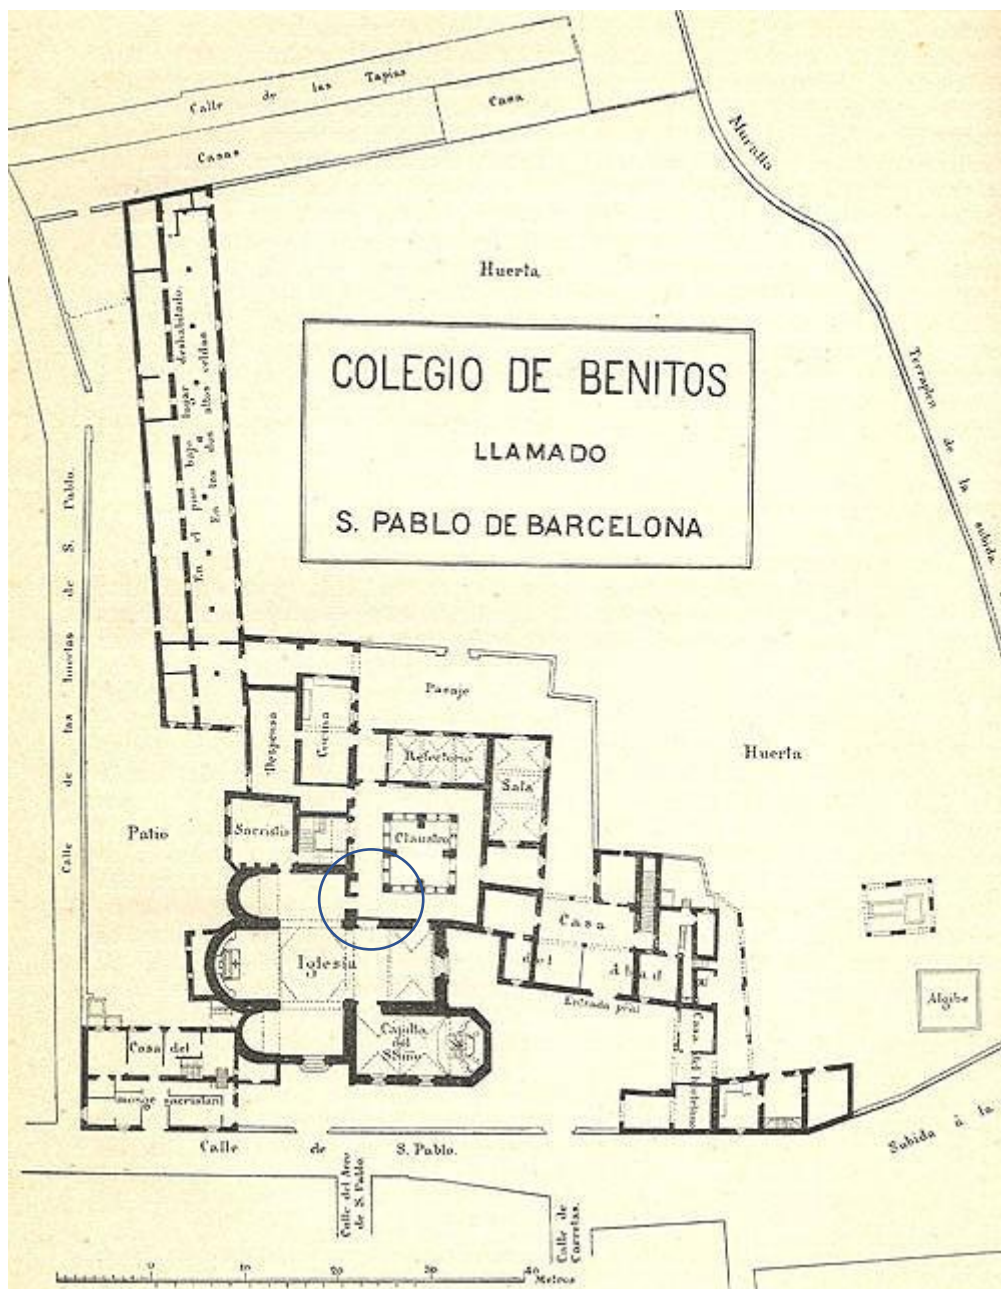 Calle de las Tapias
Casa
Casas
Muralla
Huerta
COLEGIO DE BENITOS
LLAMADO
S. PABLO DE BARCELONA
Terraplen de la subida
En el piso bajo lugar deshabitado.
En los dos altos celdas
Calle de las huertas de S. Pablo.
Pasaje
Despensa
Cocina
Refectorio
Sala
Huerta
Patio
Sacristia
Claustro
Casa
del Abad
Iglesia
Entrada pral
Algibe
Capilla
del
SSmo
Casa del
monge sacristan
Casa del
Subida á la
Calle de S. Pablo.
Calle del Arco
de S. Pablo
Calle de
Carretas.
0 10 20 30 40
Metros